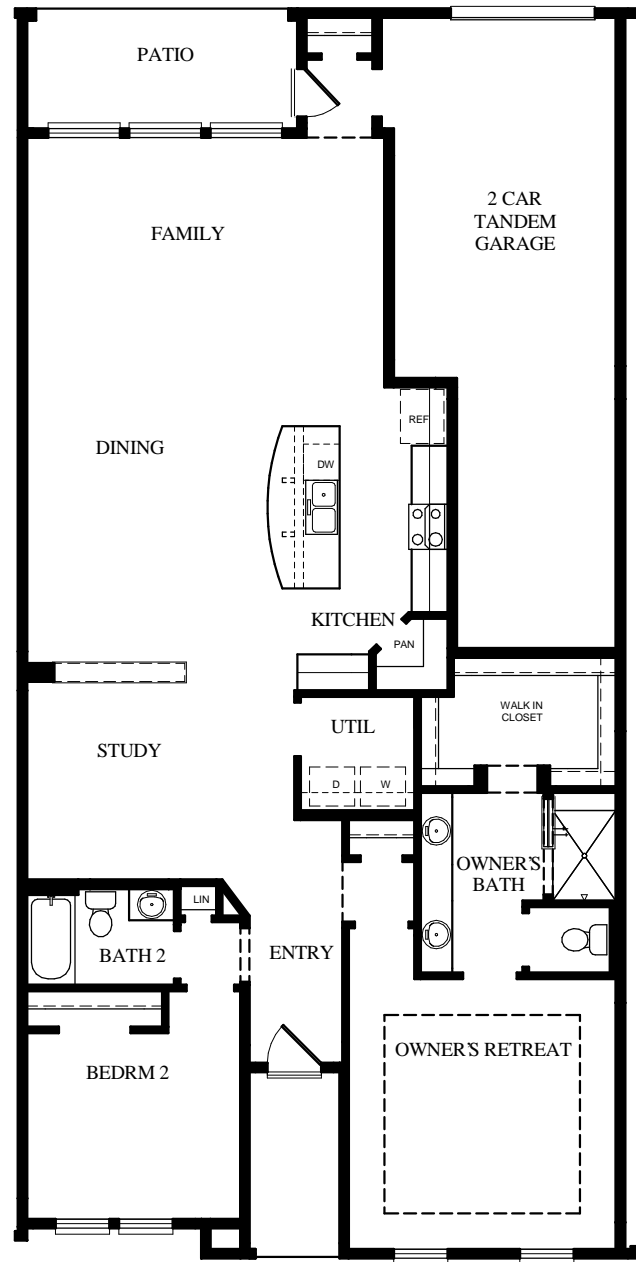 PATIO
2 CAR
TANDEM
GARAGE
FAMILY
REF
DINING
DW
KITCHEN
PAN
WALK IN
CLOSET
UTIL
STUDY
D
W
OWNER'S
BATH
LIN
BATH 2
ENTRY
OWNER'S RETREAT
BEDRM 2